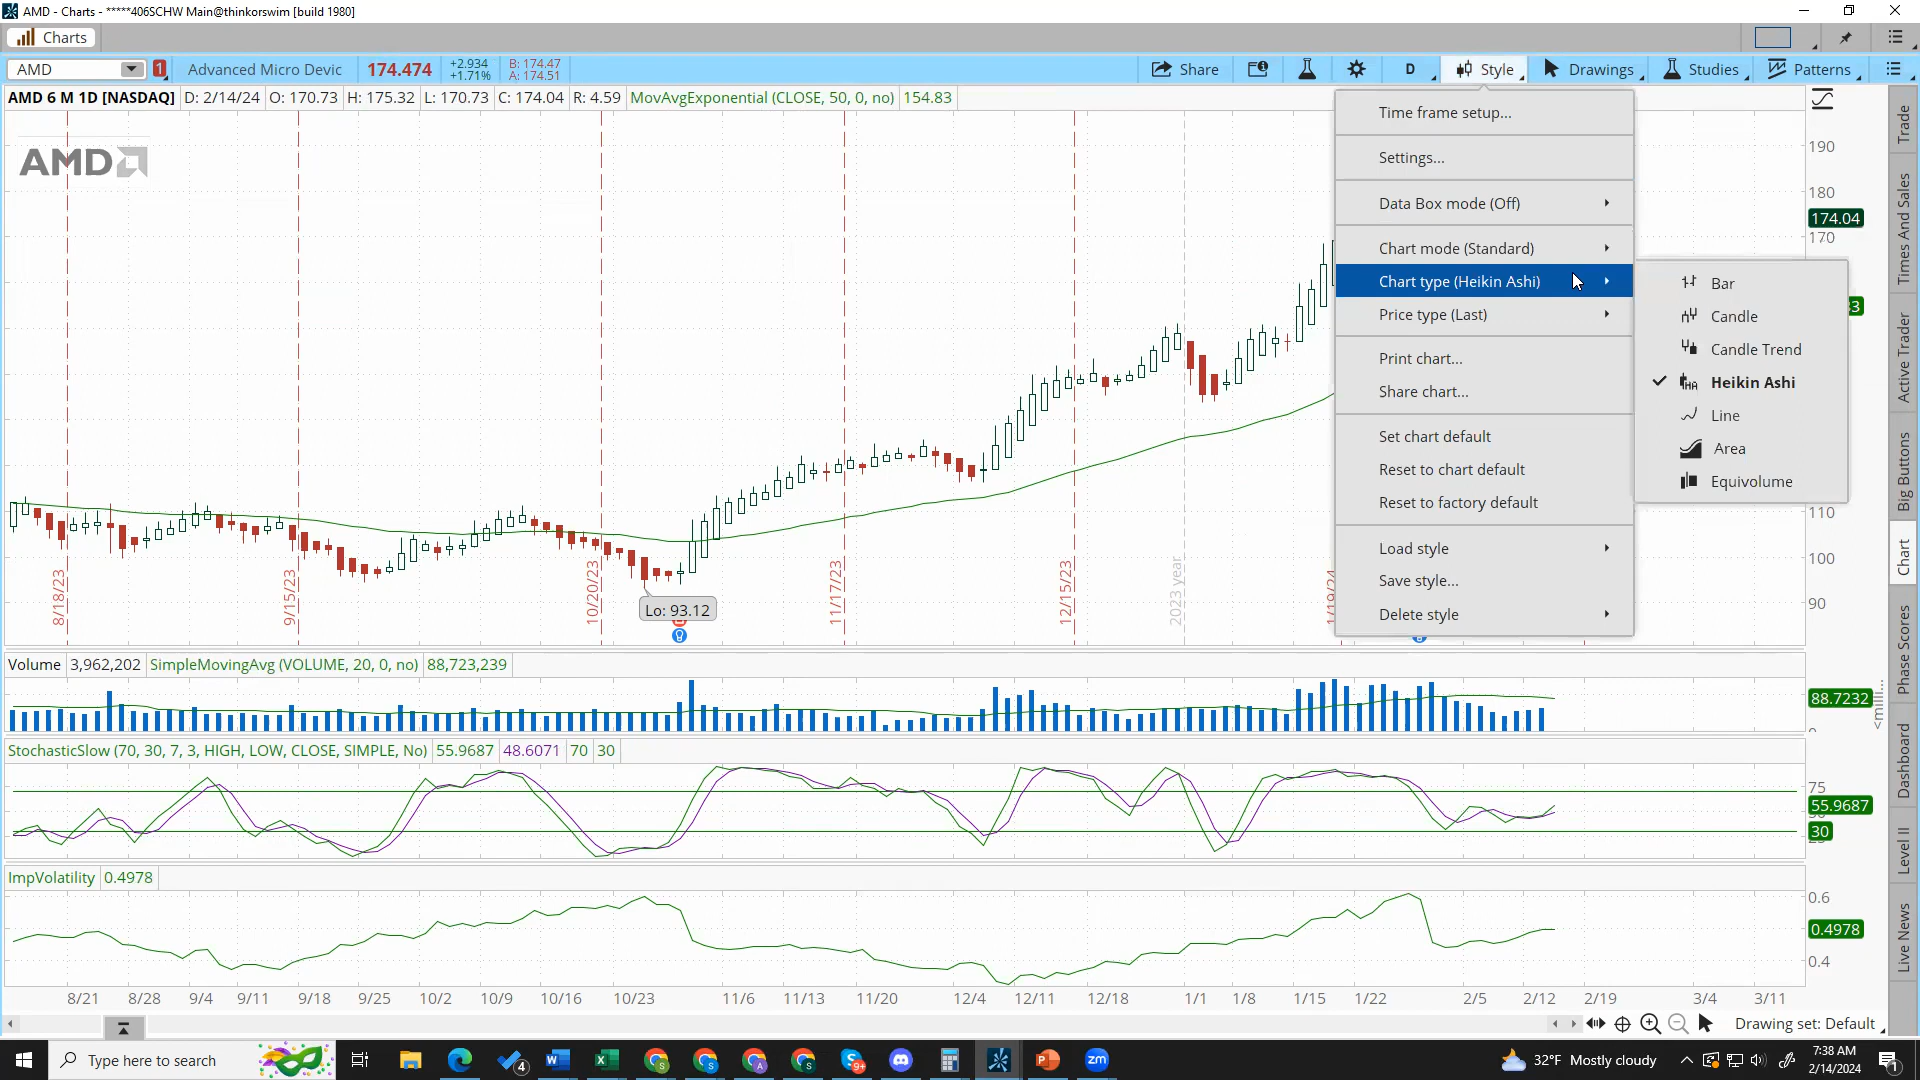 AMD - Charts - *****406SCHW Main@thinkorswim [build 1980]
Charts
AMD
1
Advanced Micro Devic
174.474
+2.934
+1.71%
B: 174.47
A: 174.51
Share
D
Style
Drawings
Studies
Patterns
AMD 6 M 1D [NASDAQ] D: 2/14/24 O: 170.73 H: 175.32 L: 170.73 C: 174.04 R: 4.59 MovAvgExponential (CLOSE, 50, 0, no) 154.83
AMD
Time frame setup...
Settings...
Data Box mode (Off)
Chart mode (Standard)
Chart type (Heikin Ashi)
Price type (Last)
Print chart...
Share chart...
Set chart default
Reset to chart default
Reset to factory default
Load style
Save style...
Delete style
Bar
Candle
Candle Trend
HA Heikin Ashi
Line
Area
Equivolume
190
180
174.04
170
3
110
100
90
8/18/23
9/15/23
10/20/23
11/17/23
12/15/23
2023 year
1/19/24
Lo: 93.12
Trade
Times And Sales
Active Trader
Big Buttons
Chart
Phase Scores
Dashboard
Level II
Live News
Volume 3,962,202 SimpleMovingAvg (VOLUME, 20, 0, no) 88,723,239
88.7232
<mill...
StochasticSlow (70, 30, 7, 3, HIGH, LOW, CLOSE, SIMPLE, No) 55.9687 48.6071 70 30
75
55.9687
30
ImpVolatility 0.4978
0.6
0.4978
0.4
8/21 8/28 9/4 9/11 9/18 9/25 10/2 10/9 10/16 10/23 11/6 11/13 11/20 12/4 12/11 12/18 1/1 1/8 1/15 1/22 2/5 2/12 2/19 3/4 3/11
Drawing set: Default
Type here to search
4
9+
zm
32°F Mostly cloudy
7:38 AM
2/14/2024
1